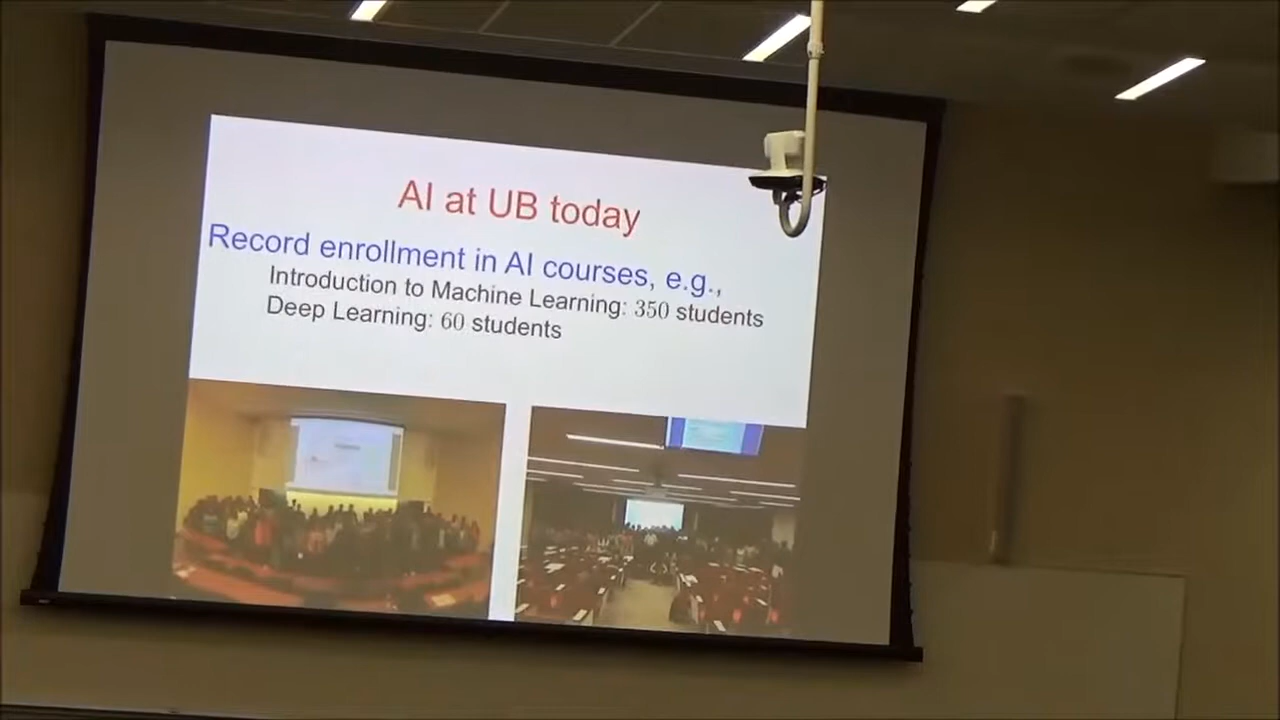 AI at UB today
Record enrollment in AI courses, e.g.,
Introduction to Machine Learning: 350 students
Deep Learning: 60 students